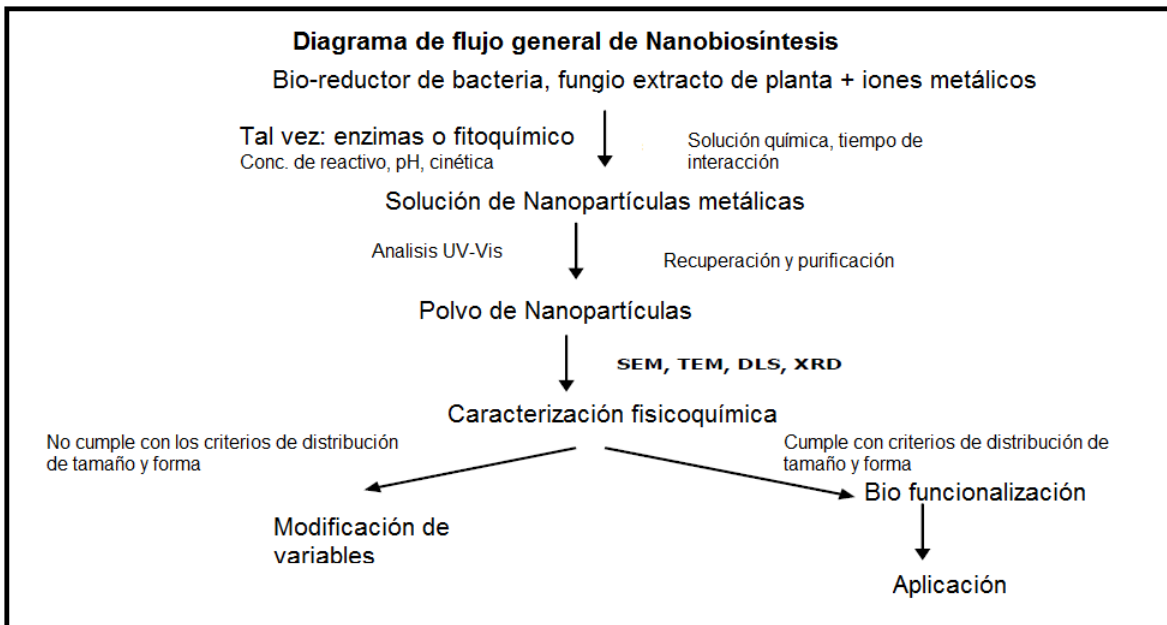 Diagrama de flujo general de Nanobiosíntesis
Bio-reductor de bacteria, fungio extracto de planta + iones metálicos
Tal vez: enzimas o fitoquímico
Conc. de reactivo, pH, cinética
Solución química, tiempo de
interacción
Solución de Nanopartículas metálicas
Analisis UV-Vis
Recuperación y purificación
Polvo de Nanopartículas
SEM, TEM, DLS, XRD
Caracterización fisicoquímica
No cumple con los criterios de distribución
de tamaño y forma
Cumple con criterios de distribución de
tamaño y forma
Modificación de
variables
Bio funcionalización
Aplicación